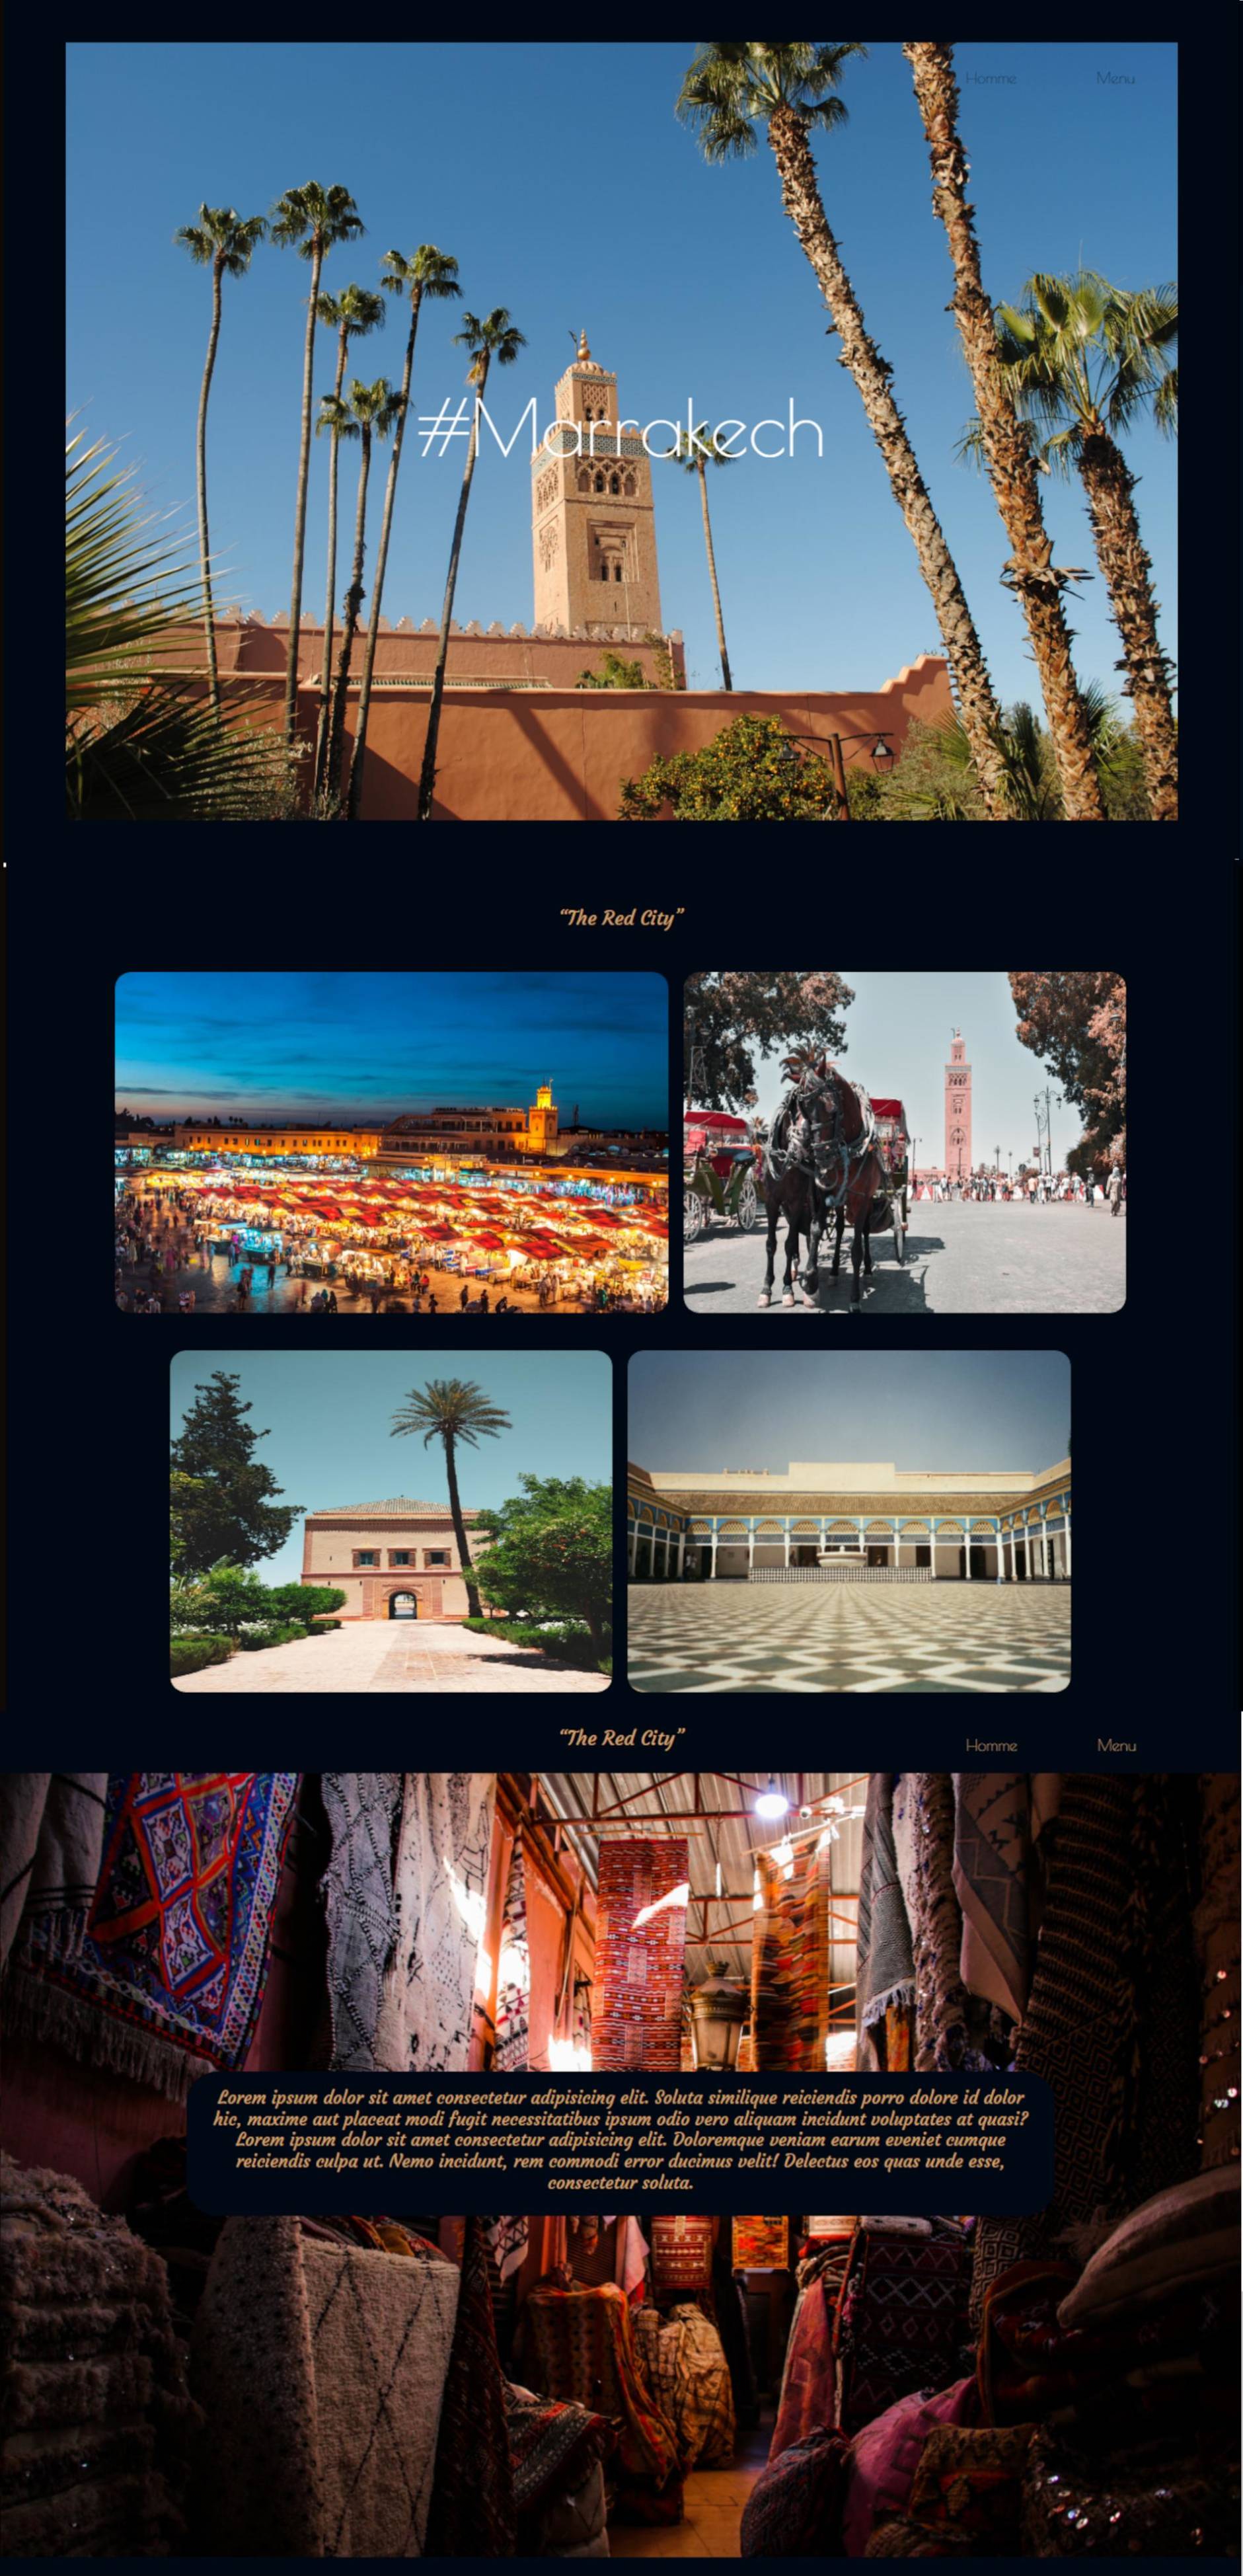 Homme Menu
#Marrakech
“The Red City”
“The Red City”
Homme Menu
Lorem ipsum dolor sit amet consectetur adipisicing elit. Soluta similique reiciendis porro dolore id dolor
hic, maxime aut placeat modi fugit necessitatibus ipsum odio vero aliquam incidunt voluptates at quasi?
Lorem ipsum dolor sit amet consectetur adipisicing elit. Doloremque veniam earum eveniet cumque
reiciendis culpa ut. Nemo incidunt, rem commodi error ducimus velit! Delectus eos quas unde esse,
consectetur soluta.